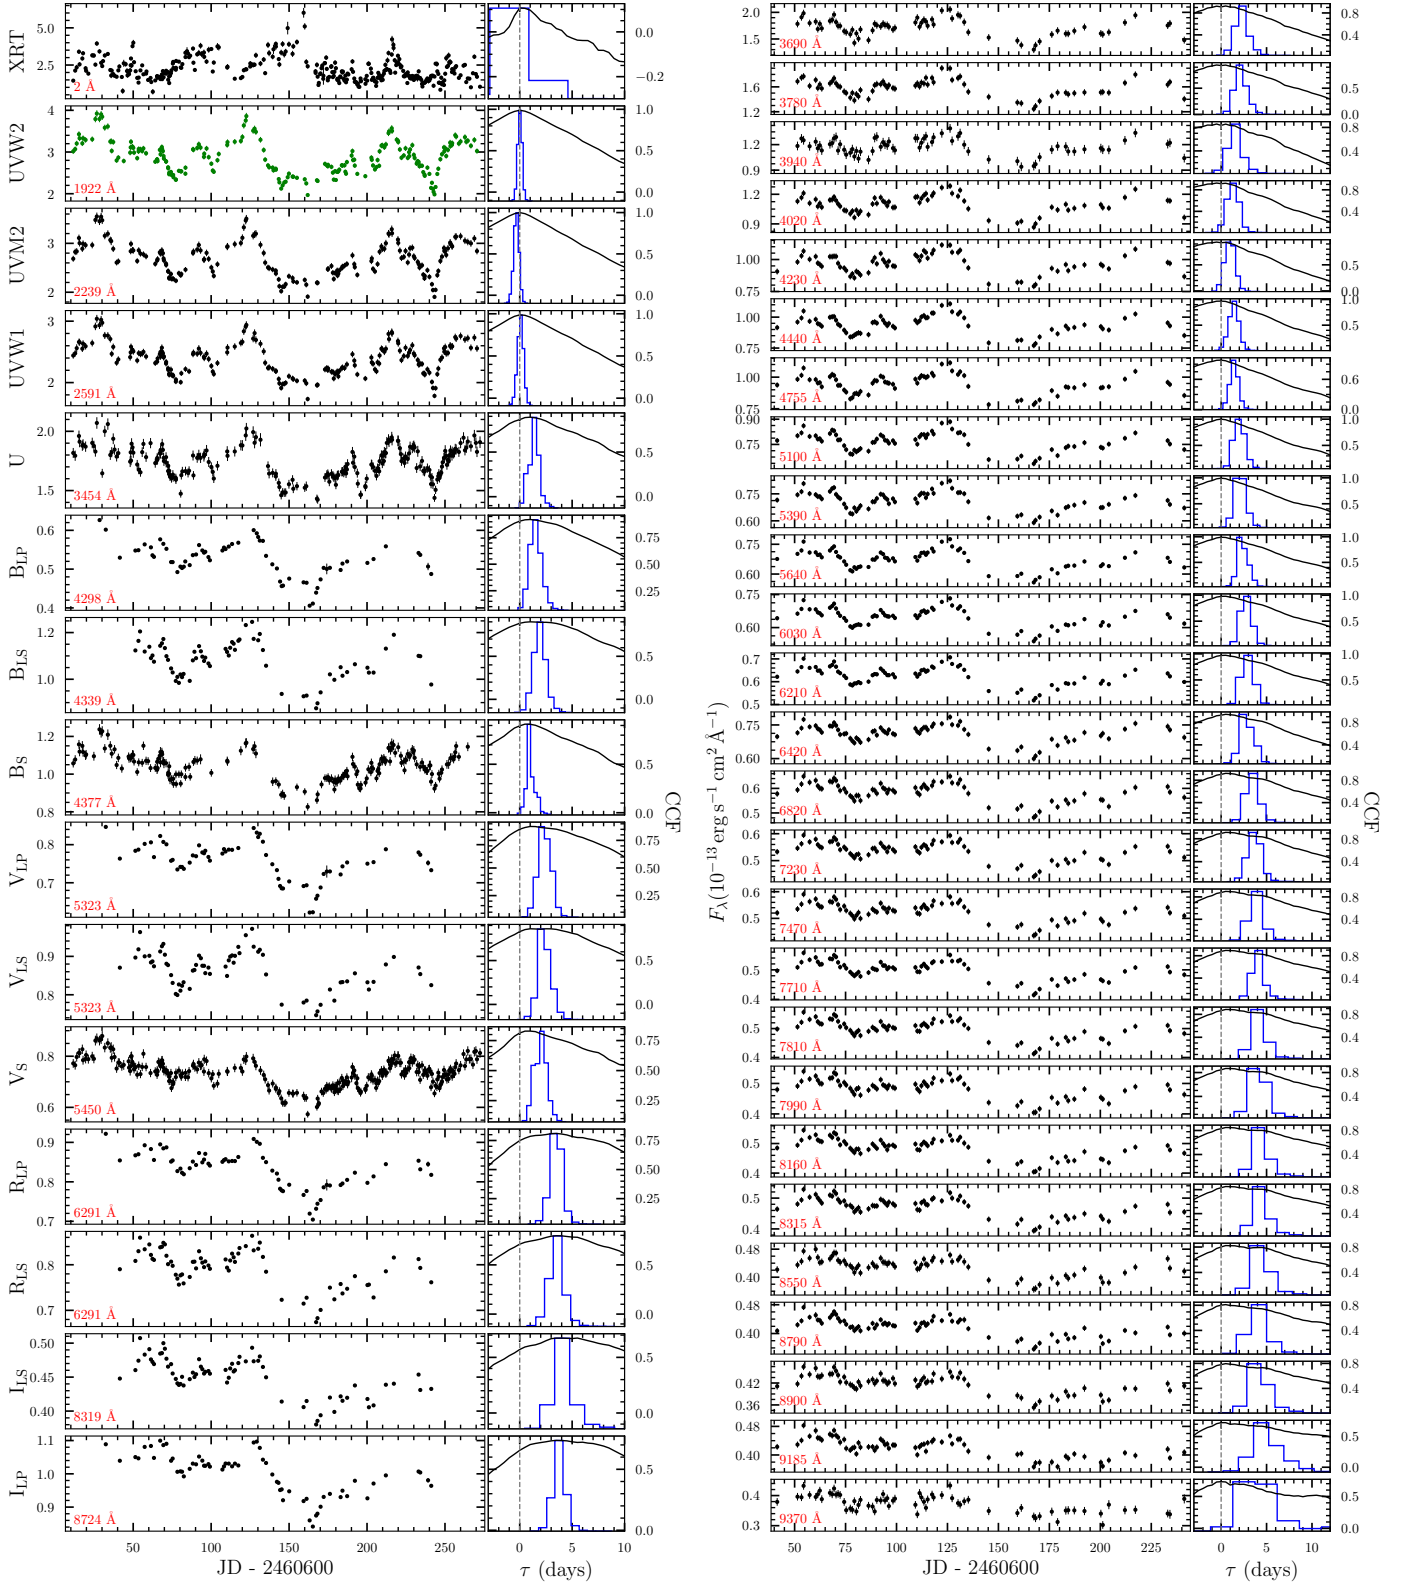 XRT
5.0
2.5
2 Å
0.0
−0.2
UVW2
4
3
2
1922 Å
1.0
0.5
0.0
UVM2
3
2
2239 Å
1.0
0.5
0.0
UVW1
3
2
2591 Å
1.0
0.5
0.0
U
2.0
1.5
3454 Å
0.5
0.0
B_LP
0.6
0.5
0.4
4298 Å
0.75
0.50
0.25
B_LS
1.2
1.0
4339 Å
0.5
0.0
B_S
1.2
1.0
0.8
4377 Å
0.5
0.0
V_LP
0.8
0.7
5323 Å
0.75
0.50
0.25
V_LS
0.9
0.8
5323 Å
0.5
0.0
V_S
0.8
0.6
5450 Å
0.75
0.50
0.25
R_LP
0.9
0.8
0.7
6291 Å
0.75
0.50
0.25
R_LS
0.8
0.7
6291 Å
0.5
0.0
I_LS
0.50
0.45
0.40
8319 Å
0.5
0.0
I_LP
1.1
1.0
0.9
8724 Å
0.5
0.0
50 100 150 200 250
JD - 2460600
0 5 10
τ (days)
CCF
F_λ(10⁻¹³ erg s⁻¹ cm² Å⁻¹)
2.0
1.5
3690 Å
0.8
0.4
1.6
1.2
3780 Å
0.5
0.0
1.2
0.9
3940 Å
0.8
0.4
0.0
1.2
0.9
4020 Å
0.8
0.4
1.00
0.75
4230 Å
0.5
0.0
1.00
0.75
4440 Å
1.0
0.5
1.00
0.75
4755 Å
0.6
0.0
0.90
0.75
5100 Å
1.0
0.5
0.75
0.60
5390 Å
1.0
0.5
0.75
0.60
5640 Å
1.0
0.5
0.75
0.60
6030 Å
1.0
0.5
0.7
0.6
0.5
6210 Å
1.0
0.5
0.75
0.60
6420 Å
0.8
0.4
0.6
0.5
6820 Å
0.8
0.4
0.6
0.5
7230 Å
0.8
0.4
0.6
0.5
7470 Å
0.8
0.4
0.5
0.4
7710 Å
0.8
0.4
0.5
0.4
7810 Å
0.8
0.4
0.5
0.4
7990 Å
0.8
0.4
0.5
0.4
8160 Å
0.8
0.4
0.5
0.4
8315 Å
0.8
0.4
0.48
0.40
8550 Å
0.8
0.4
0.48
0.40
8790 Å
0.8
0.4
0.42
0.36
8900 Å
0.8
0.4
0.48
0.40
9185 Å
0.5
0.0
0.4
0.3
9370 Å
0.5
0.0
50 75 100 125 150 175 200 225
JD - 2460600
0 5 10
τ (days)
CCF